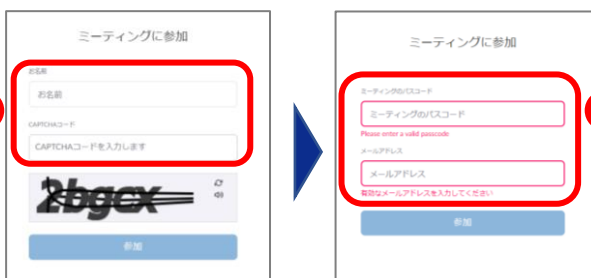 ミーティングに参加
お名前
お名前
CAPTCHAコード
CAPTCHAコードを入力します
2bgcx
参加
ミーティングに参加
ミーティングのパスコード
ミーティングのパスコード
Please enter a valid passcode
メールアドレス
メールアドレス
有効なメールアドレスを入力してください
参加